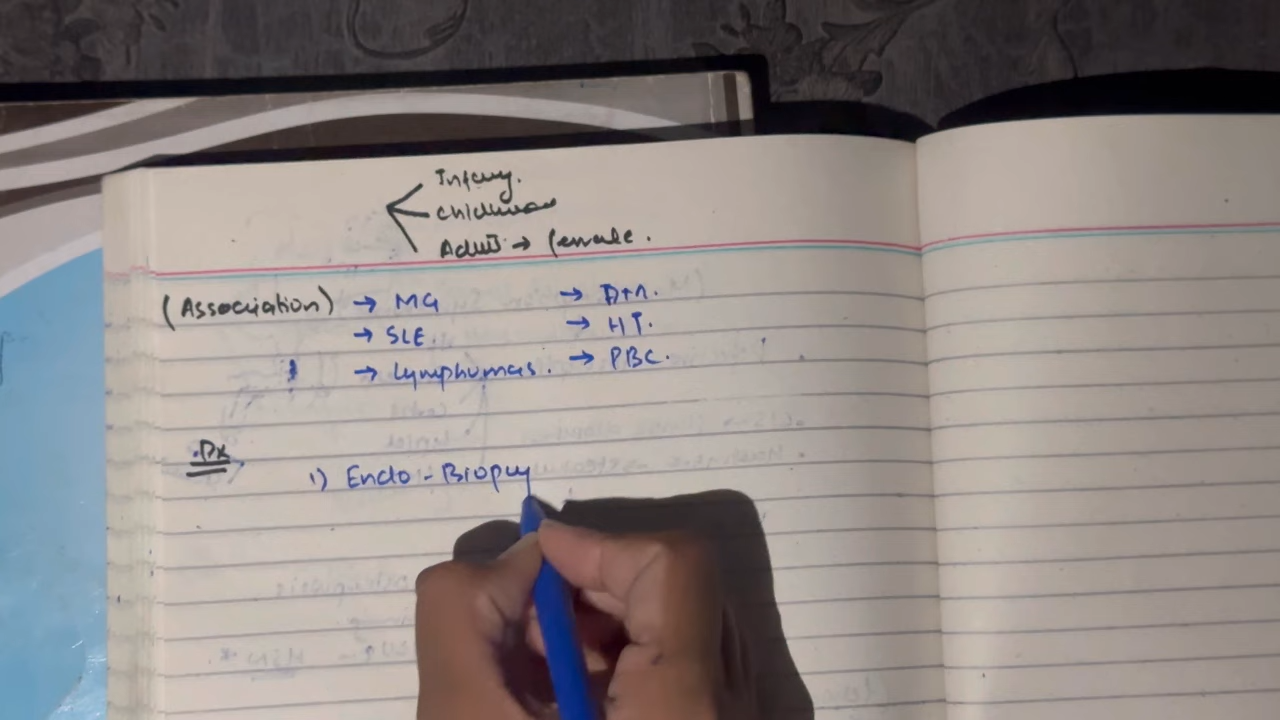 Infancy.
Childhood
Adult → female.
(Association) → MG → DM.
→ SLE. → HT.
→ Lymphomas. → PBC.
Dx
1) Endo - Biopsy